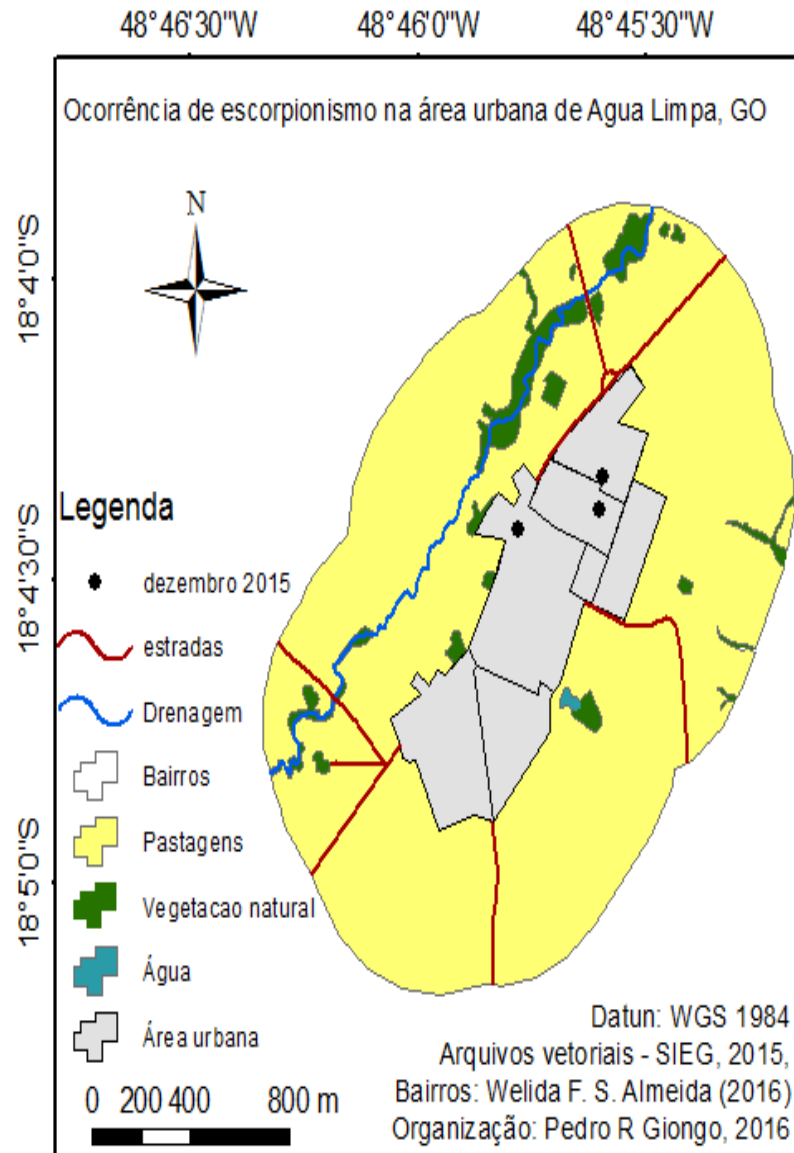 48°46'30"W 48°46'0"W 48°45'30"W
Ocorrência de escorpionismo na área urbana de Agua Limpa, GO
N
18°4'0"S
18°4'30"S
18°5'0"S
Legenda
dezembro 2015
estradas
Drenagem
Bairros
Pastagens
Vegetacao natural
Água
Área urbana
0 200 400 800 m
Datun: WGS 1984
Arquivos vetoriais - SIEG, 2015,
Bairros: Welida F. S. Almeida (2016)
Organização: Pedro R Giongo, 2016